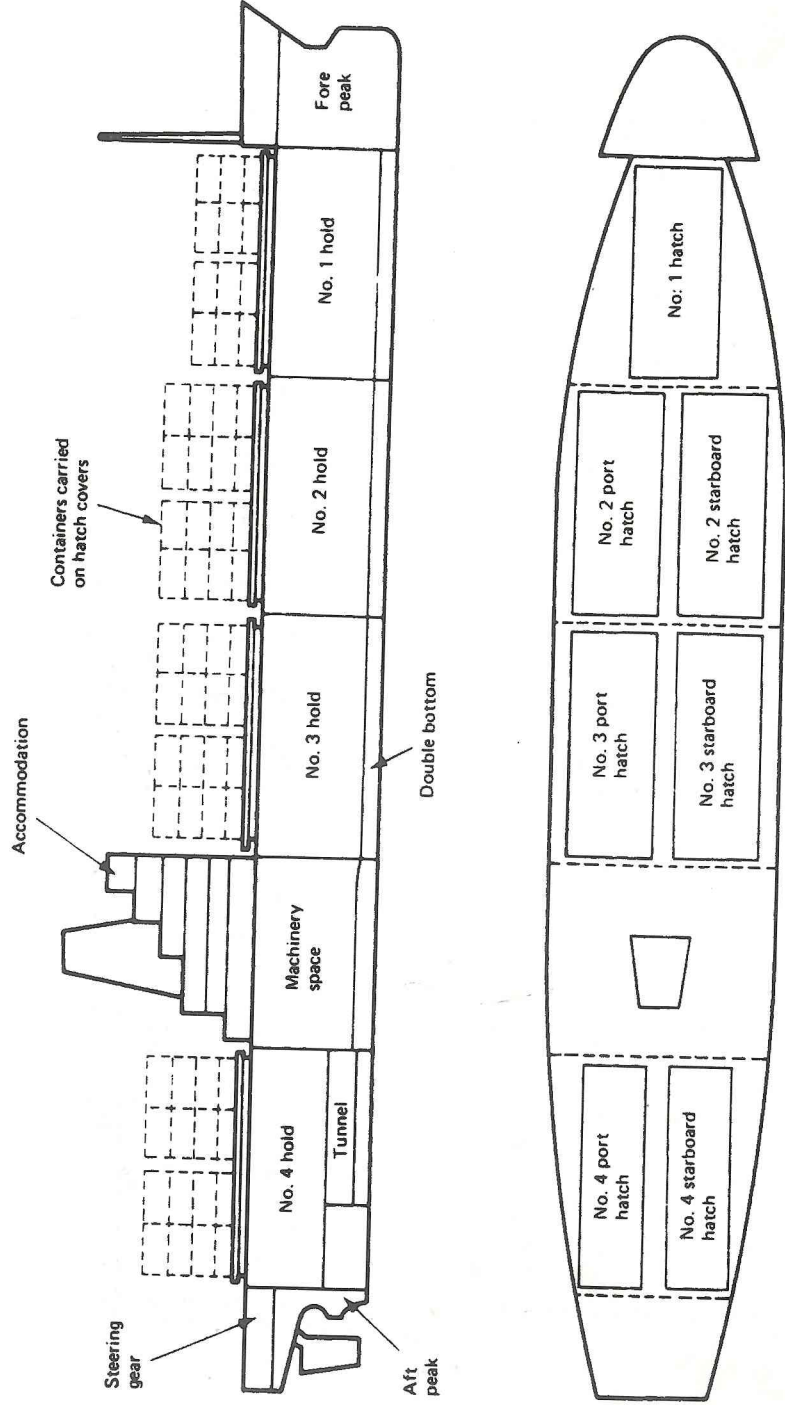 Accommodation
Containers carried
on hatch covers
Steering
gear
No. 4 hold
Tunnel
Machinery
space
No. 3 hold
No. 2 hold
No. 1 hold
Fore
peak
Aft
peak
Double bottom
No. 4 port
hatch
No. 3 port
hatch
No. 2 port
hatch
No: 1 hatch
No. 4 starboard
hatch
No. 3 starboard
hatch
No. 2 starboard
hatch